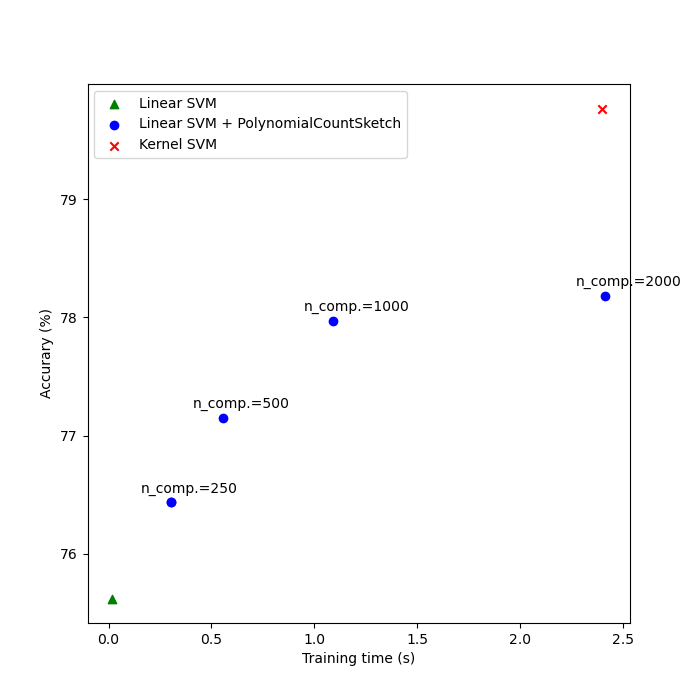 Linear SVM
Linear SVM + PolynomialCountSketch
Kernel SVM
79
n_comp.=2000
78
n_comp.=1000
n_comp.=500
77
n_comp.=250
76
Accurary (%)
0.0 0.5 1.0 1.5 2.0 2.5
Training time (s)